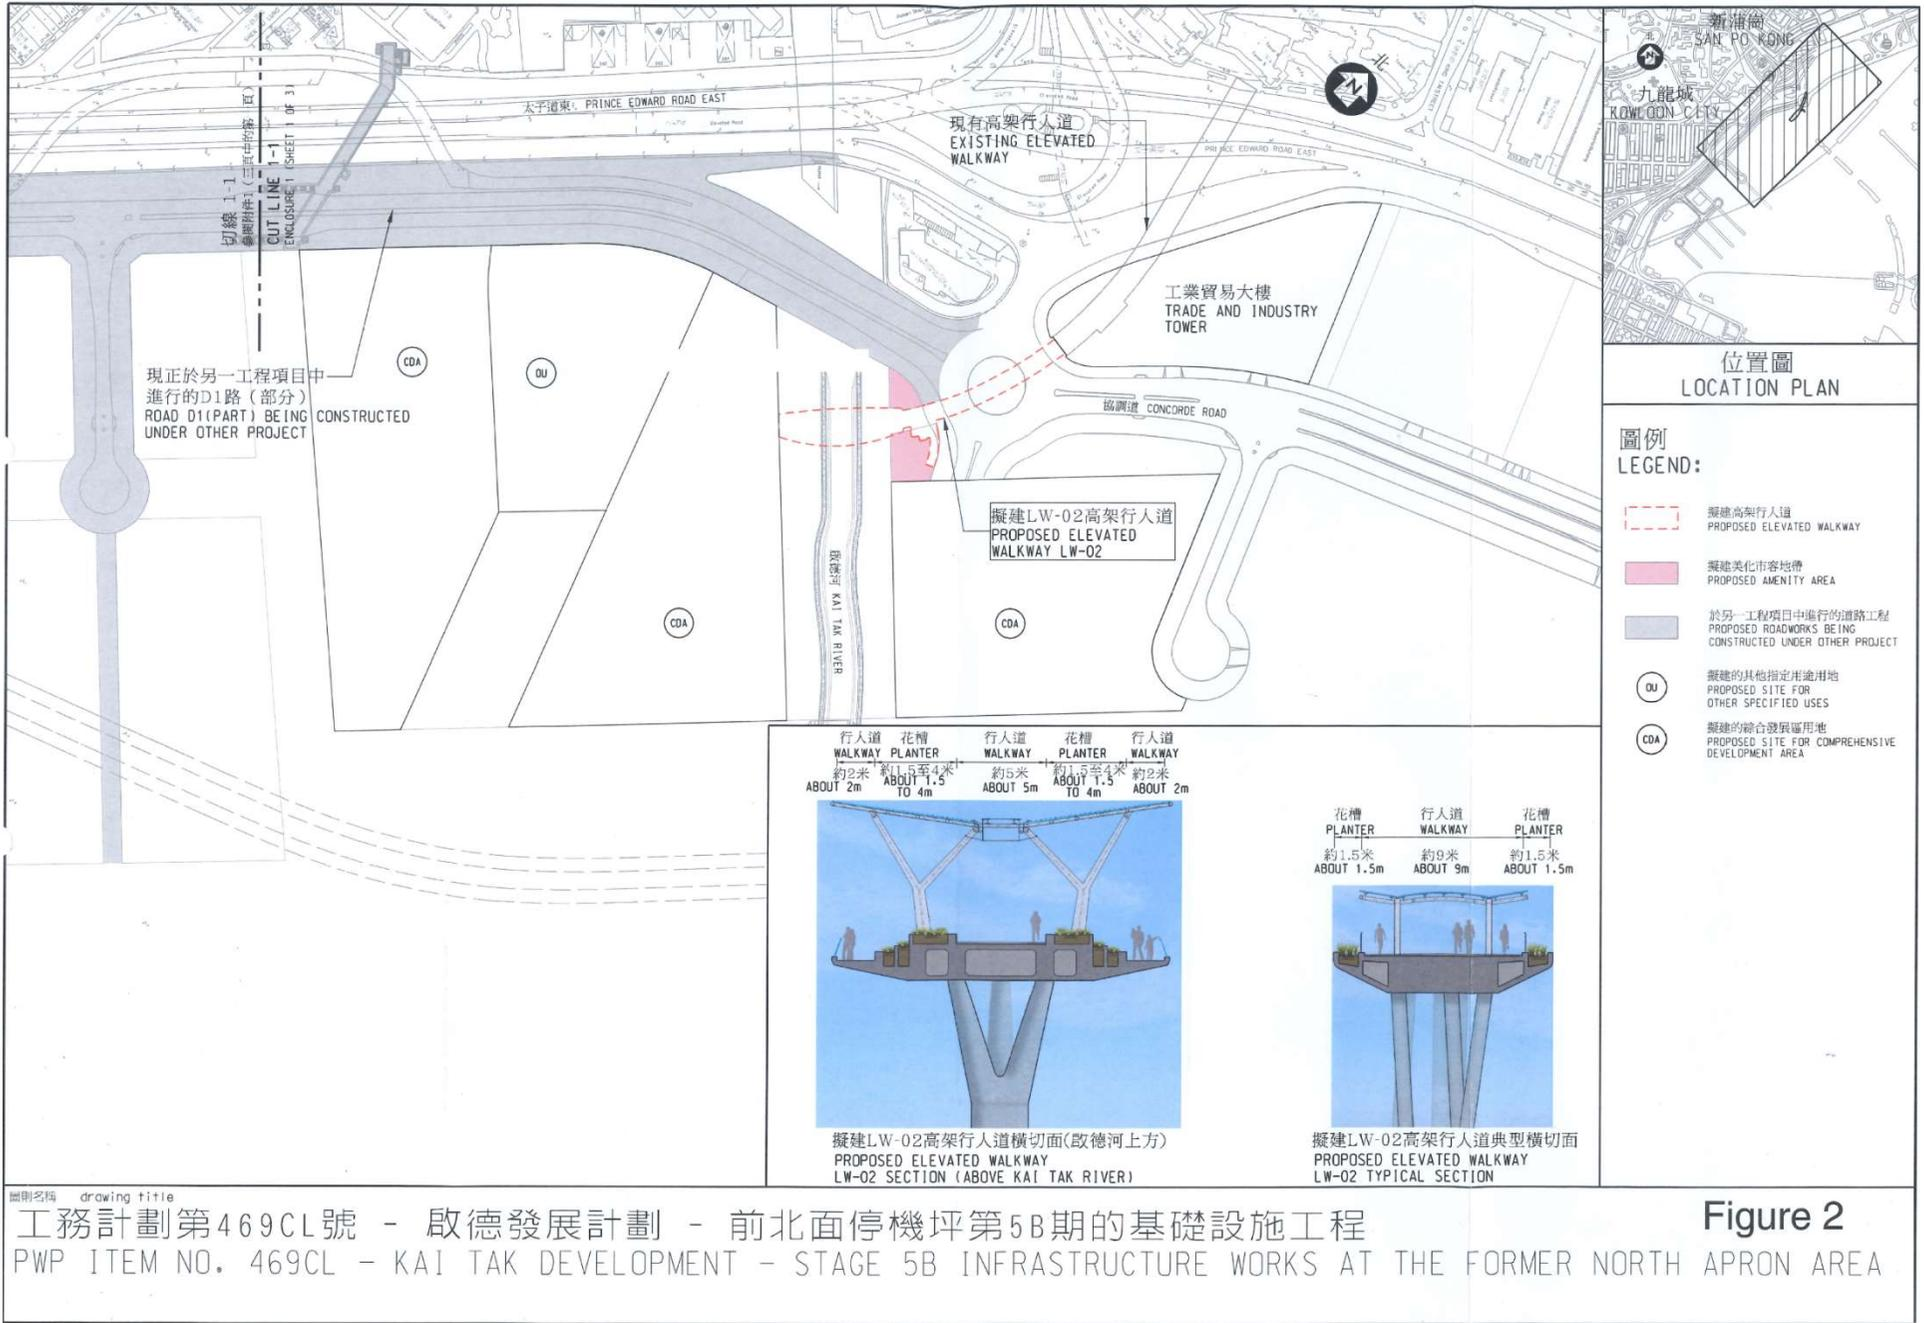 太子道東 PRINCE EDWARD ROAD EAST
現有高架行人道
EXISTING ELEVATED
WALKWAY
PRINCE EDWARD ROAD EAST
北
N
切線 1-1
CUT LINE 1-1
ENCLOSURE 1 (SHEET 1 OF 3)
工業貿易大樓
TRADE AND INDUSTRY
TOWER
CDA
OU
現正於另一工程項目中
進行的D1路（部分）
ROAD D1(PART) BEING CONSTRUCTED
UNDER OTHER PROJECT
協調道 CONCORDE ROAD
擬建LW-02高架行人道
PROPOSED ELEVATED
WALKWAY LW-02
啟德河 KAI TAK RIVER
CDA
CDA
行人道 花槽 行人道 花槽 行人道
WALKWAY PLANTER WALKWAY PLANTER WALKWAY
約2米 約1.5至4米 約5米 約1.5至4米 約2米
ABOUT 2m ABOUT 1.5 ABOUT 5m ABOUT 1.5 ABOUT 2m
TO 4m TO 4m
擬建LW-02高架行人道橫切面(啟德河上方)
PROPOSED ELEVATED WALKWAY
LW-02 SECTION (ABOVE KAI TAK RIVER)
花槽 行人道 花槽
PLANTER WALKWAY PLANTER
約1.5米 約9米 約1.5米
ABOUT 1.5m ABOUT 9m ABOUT 1.5m
擬建LW-02高架行人道典型橫切面
PROPOSED ELEVATED WALKWAY
LW-02 TYPICAL SECTION
新蒲崗
SAN PO KONG
北
九龍城
KOWLOON CITY
位置圖
LOCATION PLAN
圖例
LEGEND:
擬建高架行人道
PROPOSED ELEVATED WALKWAY
擬建美化市容地帶
PROPOSED AMENITY AREA
於另一工程項目中進行的道路工程
PROPOSED ROADWORKS BEING
CONSTRUCTED UNDER OTHER PROJECT
OU
擬建的其他指定用途用地
PROPOSED SITE FOR
OTHER SPECIFIED USES
CDA
擬建的綜合發展區用地
PROPOSED SITE FOR COMPREHENSIVE
DEVELOPMENT AREA
圖則名稱 drawing title
工務計劃第469CL號 - 啟德發展計劃 - 前北面停機坪第5B期的基礎設施工程
PWP ITEM NO. 469CL - KAI TAK DEVELOPMENT - STAGE 5B INFRASTRUCTURE WORKS AT THE FORMER NORTH APRON AREA
Figure 2